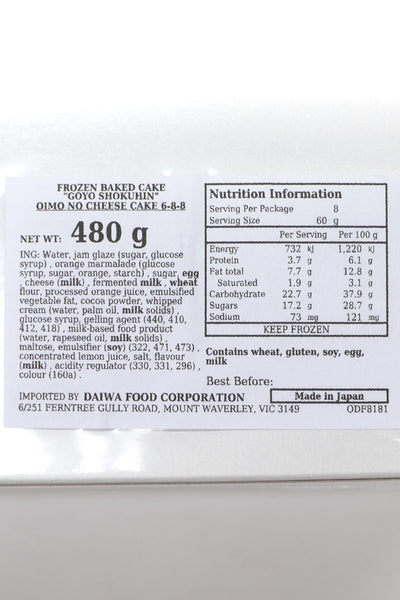 FROZEN BAKED CAKE
"GOYO SHOKUHIN"
OIMO NO CHEESE CAKE 6-8-8
NET WT: 480 g
ING: Water, jam glaze (sugar, glucose
syrup) , orange marmalade (glucose
syrup, sugar, orange, starch) , sugar, egg
, cheese (milk) , fermented milk , wheat
flour, processed orange juice, emulsified
vegetable fat, cocoa powder, whipped
cream (water, palm oil, milk solids) ,
glucose syrup, gelling agent (440, 410,
412, 418) , milk-based food product
(water, rapeseed oil, milk solids) ,
maltose, emulsifier (soy) (322, 471, 473) ,
concentrated lemon juice, salt, flavour
(milk) , acidity regulator (330, 331, 296) ,
colour (160a) .
Nutrition Information
Serving Per Package 8
Serving Size 60 g
Per Serving Per 100 g
Energy 732 kj 1,220 kj
Protein 3.7 g 6.1 g
Fat total 7.7 g 12.8 g
Saturated 1.9 g 3.1 g
Carbohydrate 22.7 g 37.9 g
Sugars 17.2 g 28.7 g
Sodium 73 mg 121 mg
KEEP FROZEN
Contains wheat, gluten, soy, egg,
milk
Best Before:
IMPORTED BY DAIWA FOOD CORPORATION Made in Japan
6/251 FERNTREE GULLY ROAD, MOUNT WAVERLEY, VIC 3149 ODF8181